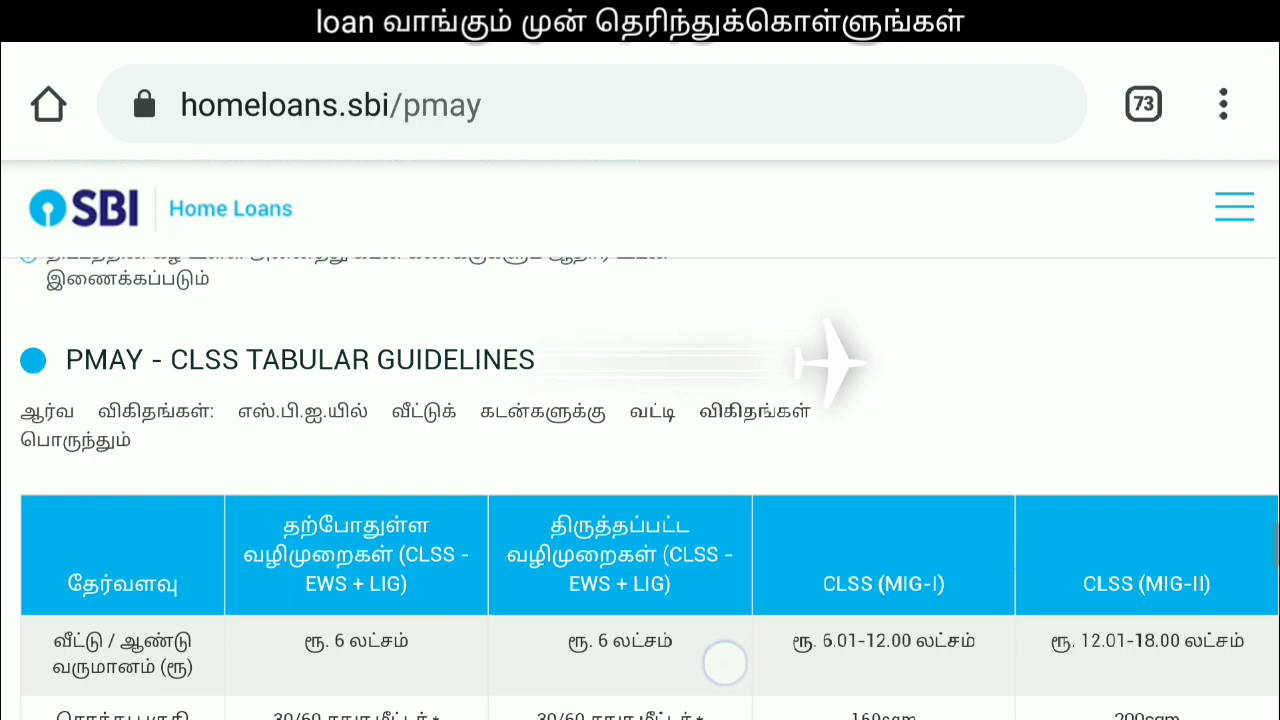 loan வாங்கும் முன் தெரிந்துக்கொள்ளுங்கள்
homeloans.sbi/pmay
73
SBI
Home Loans
இணைக்கப்படும்
PMAY - CLSS TABULAR GUIDELINES
ஆர்வ விகிதங்கள்: எஸ்.பி.ஐ.யில் வீட்டுக் கடன்களுக்கு வட்டி விகிதங்கள்
பொருந்தும்
தேர்வளவு
தற்போதுள்ள
வழிமுறைகள் (CLSS -
EWS + LIG)
திருத்தப்பட்ட
வழிமுறைகள் (CLSS -
EWS + LIG)
CLSS (MIG-I)
CLSS (MIG-II)
வீட்டு / ஆண்டு
வருமானம் (ரூ)
ரூ. 6 லட்சம்
ரூ. 6 லட்சம்
ரூ. 6.01-12.00 லட்சம்
ரூ. 12.01-18.00 லட்சம்